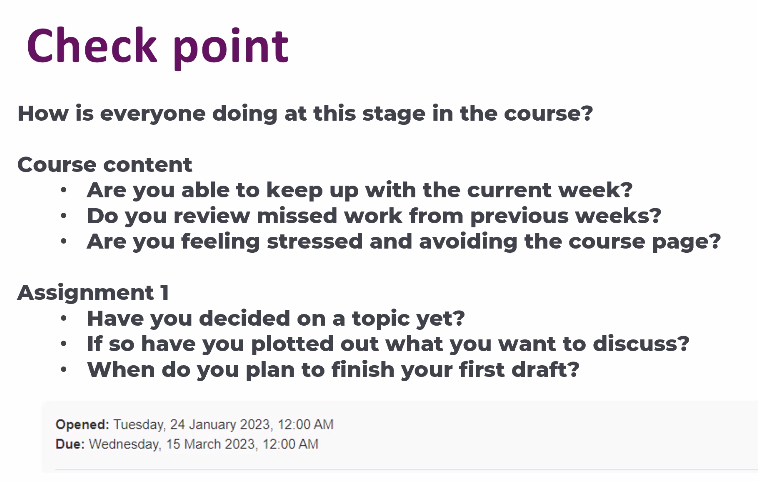 Check point
How is everyone doing at this stage in the course?
Course content
• Are you able to keep up with the current week?
• Do you review missed work from previous weeks?
• Are you feeling stressed and avoiding the course page?
Assignment 1
• Have you decided on a topic yet?
• If so have you plotted out what you want to discuss?
• When do you plan to finish your first draft?
Opened: Tuesday, 24 January 2023, 12:00 AM
Due: Wednesday, 15 March 2023, 12:00 AM